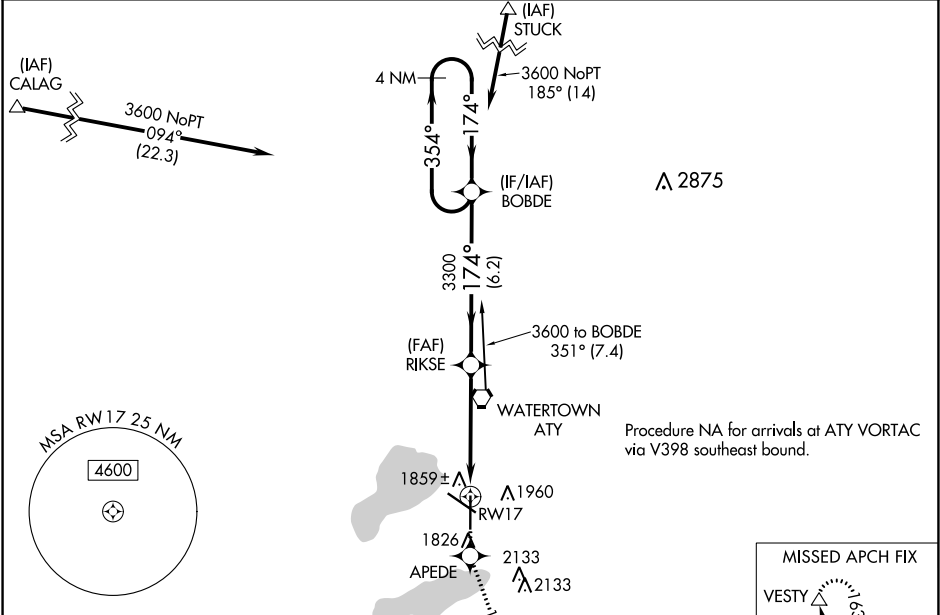 (IAF)
STUCK
(IAF)
CALAG
4 NM
3600 NoPT
185° (14)
3600 NoPT
094°
(22.3)
354°
174°
(IF/IAF)
BOBDE
2875
3300
174°
(6.2)
3600 to BOBDE
351° (7.4)
(FAF)
RIKSE
WATERTOWN
ATY
Procedure NA for arrivals at ATY VORTAC
via V398 southeast bound.
MSA RW17 25 NM
4600
1859±
1960
RW17
1826
APEDE
2133
2133
MISSED APCH FIX
VESTY